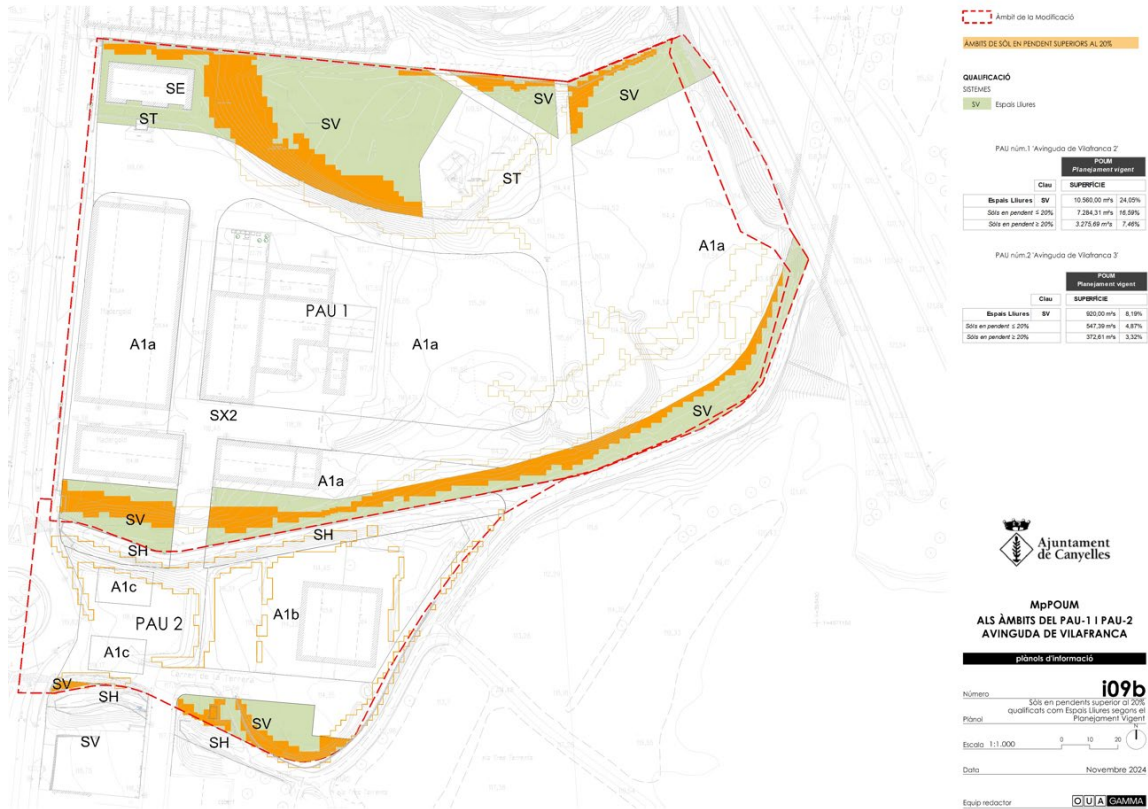 Àmbit de la Modificació
ÀMBITS DE SÒL EN PENDENT SUPERIORS AL 20%
QUALIFICACIÓ
SISTEMES
SV Espais Lliures
PAU núm.1 'Avinguda de Vilafranca 2'
POUM
Planejament vigent
Clau SUPERFÍCIE
Espais Lliures SV 10.560,00 m²s 24,05%
Sòls en pendent ≤ 20% 7.284,31 m²s 16,59%
Sòls en pendent ≥ 20% 3.275,69 m²s 7,46%
PAU núm.2 'Avinguda de Vilafranca 3'
POUM
Planejament vigent
Clau SUPERFÍCIE
Espais Lliures SV 920,00 m²s 8,19%
Sòls en pendent ≤ 20% 547,39 m²s 4,87%
Sòls en pendent ≥ 20% 372,61 m²s 3,32%
SE
ST
SV
SV
SV
ST
A1a
PAU 1
A1a
A1a
SX2
SV
A1a
SV
SH
SH
A1c
PAU 2
A1b
A1c
SV
SH
SV
SH
SV
Ajuntament
de Canyelles
MpPOUM
ALS ÀMBITS DEL PAU-1 I PAU-2
AVINGUDA DE VILAFRANCA
plànols d'informació
Número i09b
Plànol Sòls en pendents superior al 20%
qualificats com Espais Lliures segons el
Planejament Vigent
Escala 1:1.000 0 10 20 N
Data Novembre 2024
Equip redactor OUA GAMMA